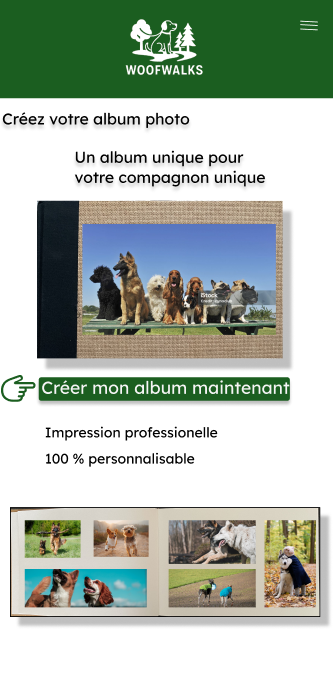 WOOFWALKS
Créez votre album photo
Un album unique pour
votre compagnon unique
iStock
Créer mon album maintenant
Impression professionelle
100 % personnalisable